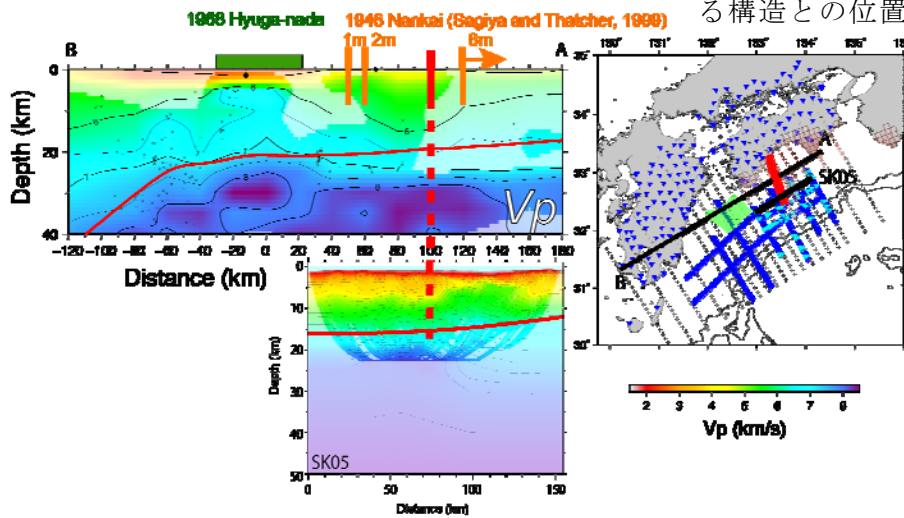 る構造との位置
1968 Hyuga-nada
1946 Nankai (Sagiya and Thatcher, 1999)
1m 2m
6m
B
A
Depth (km)
0
20
40
Vp
-120 -100 -80 -60 -40 -20 0 20 40 60 80 100 120 140 160 180
Distance (km)
Depth (km)
0
10
20
30
40
50
SK05
0 50 100 150
Distance (km)
130° 131° 132° 133° 134° 135°
35°
34°
33°
32°
31°
30°
A
SK05
B
2 3 4 5 6 7 8
Vp (km/s)